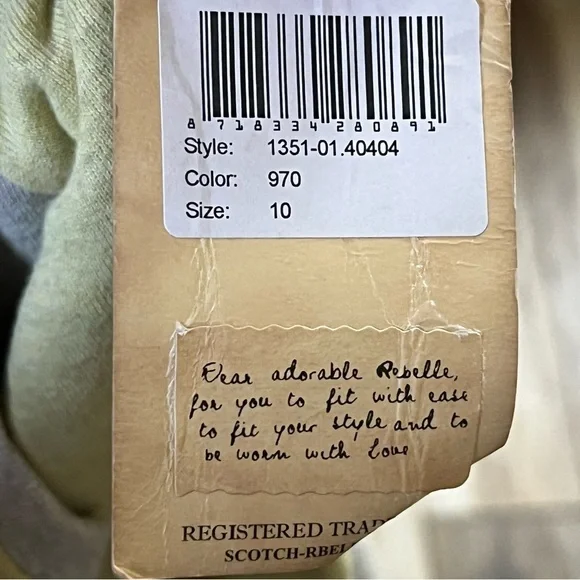 8 718334 280891
Style: 1351-01.40404
Color: 970
Size: 10
Dear adorable Rebelle,
for you to fit with ease
to fit your style and to
be worn with Love
REGISTERED